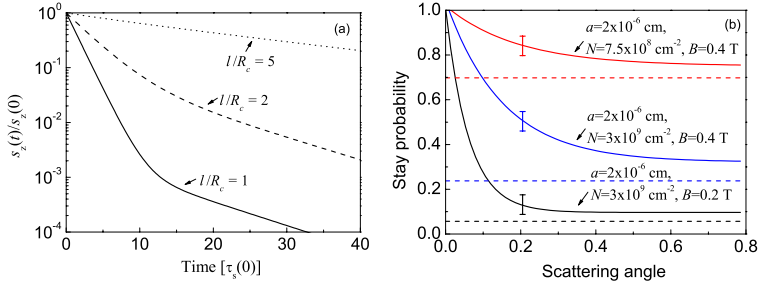 (a)
10^0
10^-1
10^-2
10^-3
10^-4
s_z(t)/s_z(0)
l/R_c = 5
l/R_c = 2
l/R_c = 1
0 10 20 30 40
Time [τ_s(0)]
(b)
1.0
0.8
0.6
0.4
0.2
0.0
Stay probability
a=2x10^-6 cm,
N=7.5x10^8 cm^-2, B=0.4 T
a=2x10^-6 cm,
N=3x10^9 cm^-2, B=0.4 T
a=2x10^-6 cm,
N=3x10^9 cm^-2, B=0.2 T
0.0 0.2 0.4 0.6 0.8
Scattering angle